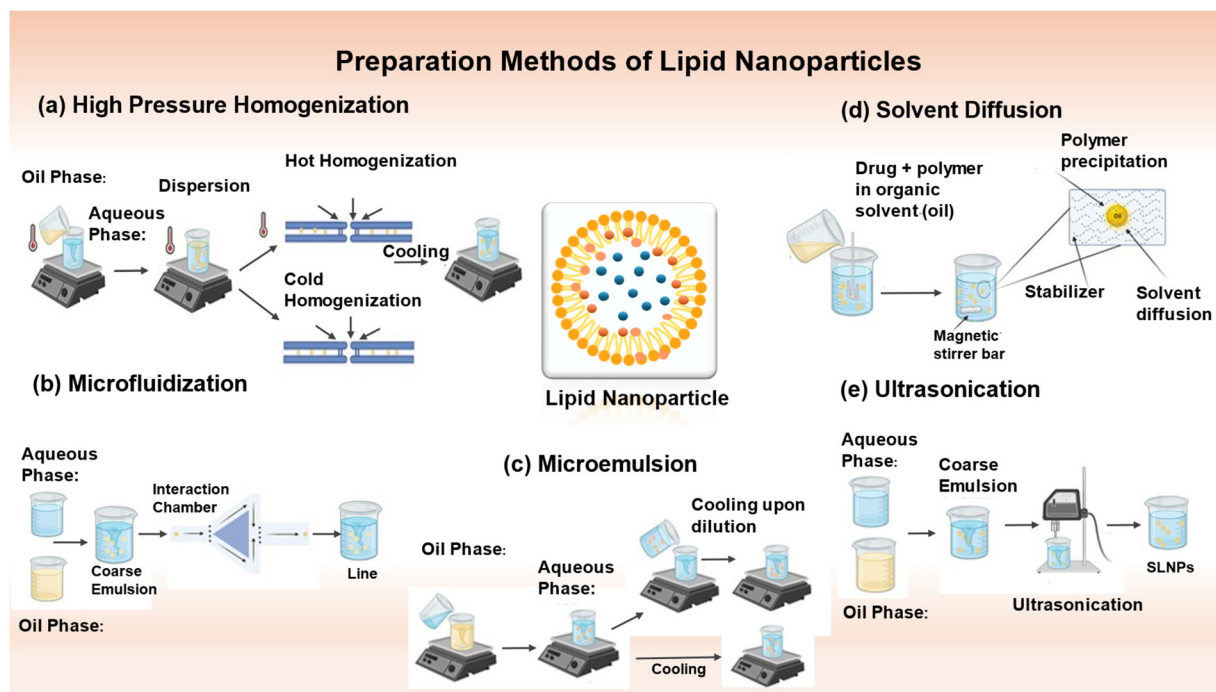 Preparation Methods of Lipid Nanoparticles
(a) High Pressure Homogenization
Oil Phase:
Aqueous
Phase:
Dispersion
Hot Homogenization
Cold
Homogenization
Cooling
Lipid Nanoparticle
(b) Microfluidization
Aqueous
Phase:
Oil Phase:
Coarse
Emulsion
Interaction
Chamber
Line
(c) Microemulsion
Oil Phase:
Aqueous
Phase:
Cooling upon
dilution
Cooling
(d) Solvent Diffusion
Drug + polymer
in organic
solvent (oil)
Magnetic
stirrer bar
Polymer
precipitation
Oil
Stabilizer
Solvent
diffusion
(e) Ultrasonication
Aqueous
Phase:
Oil Phase:
Coarse
Emulsion
Ultrasonication
SLNPs